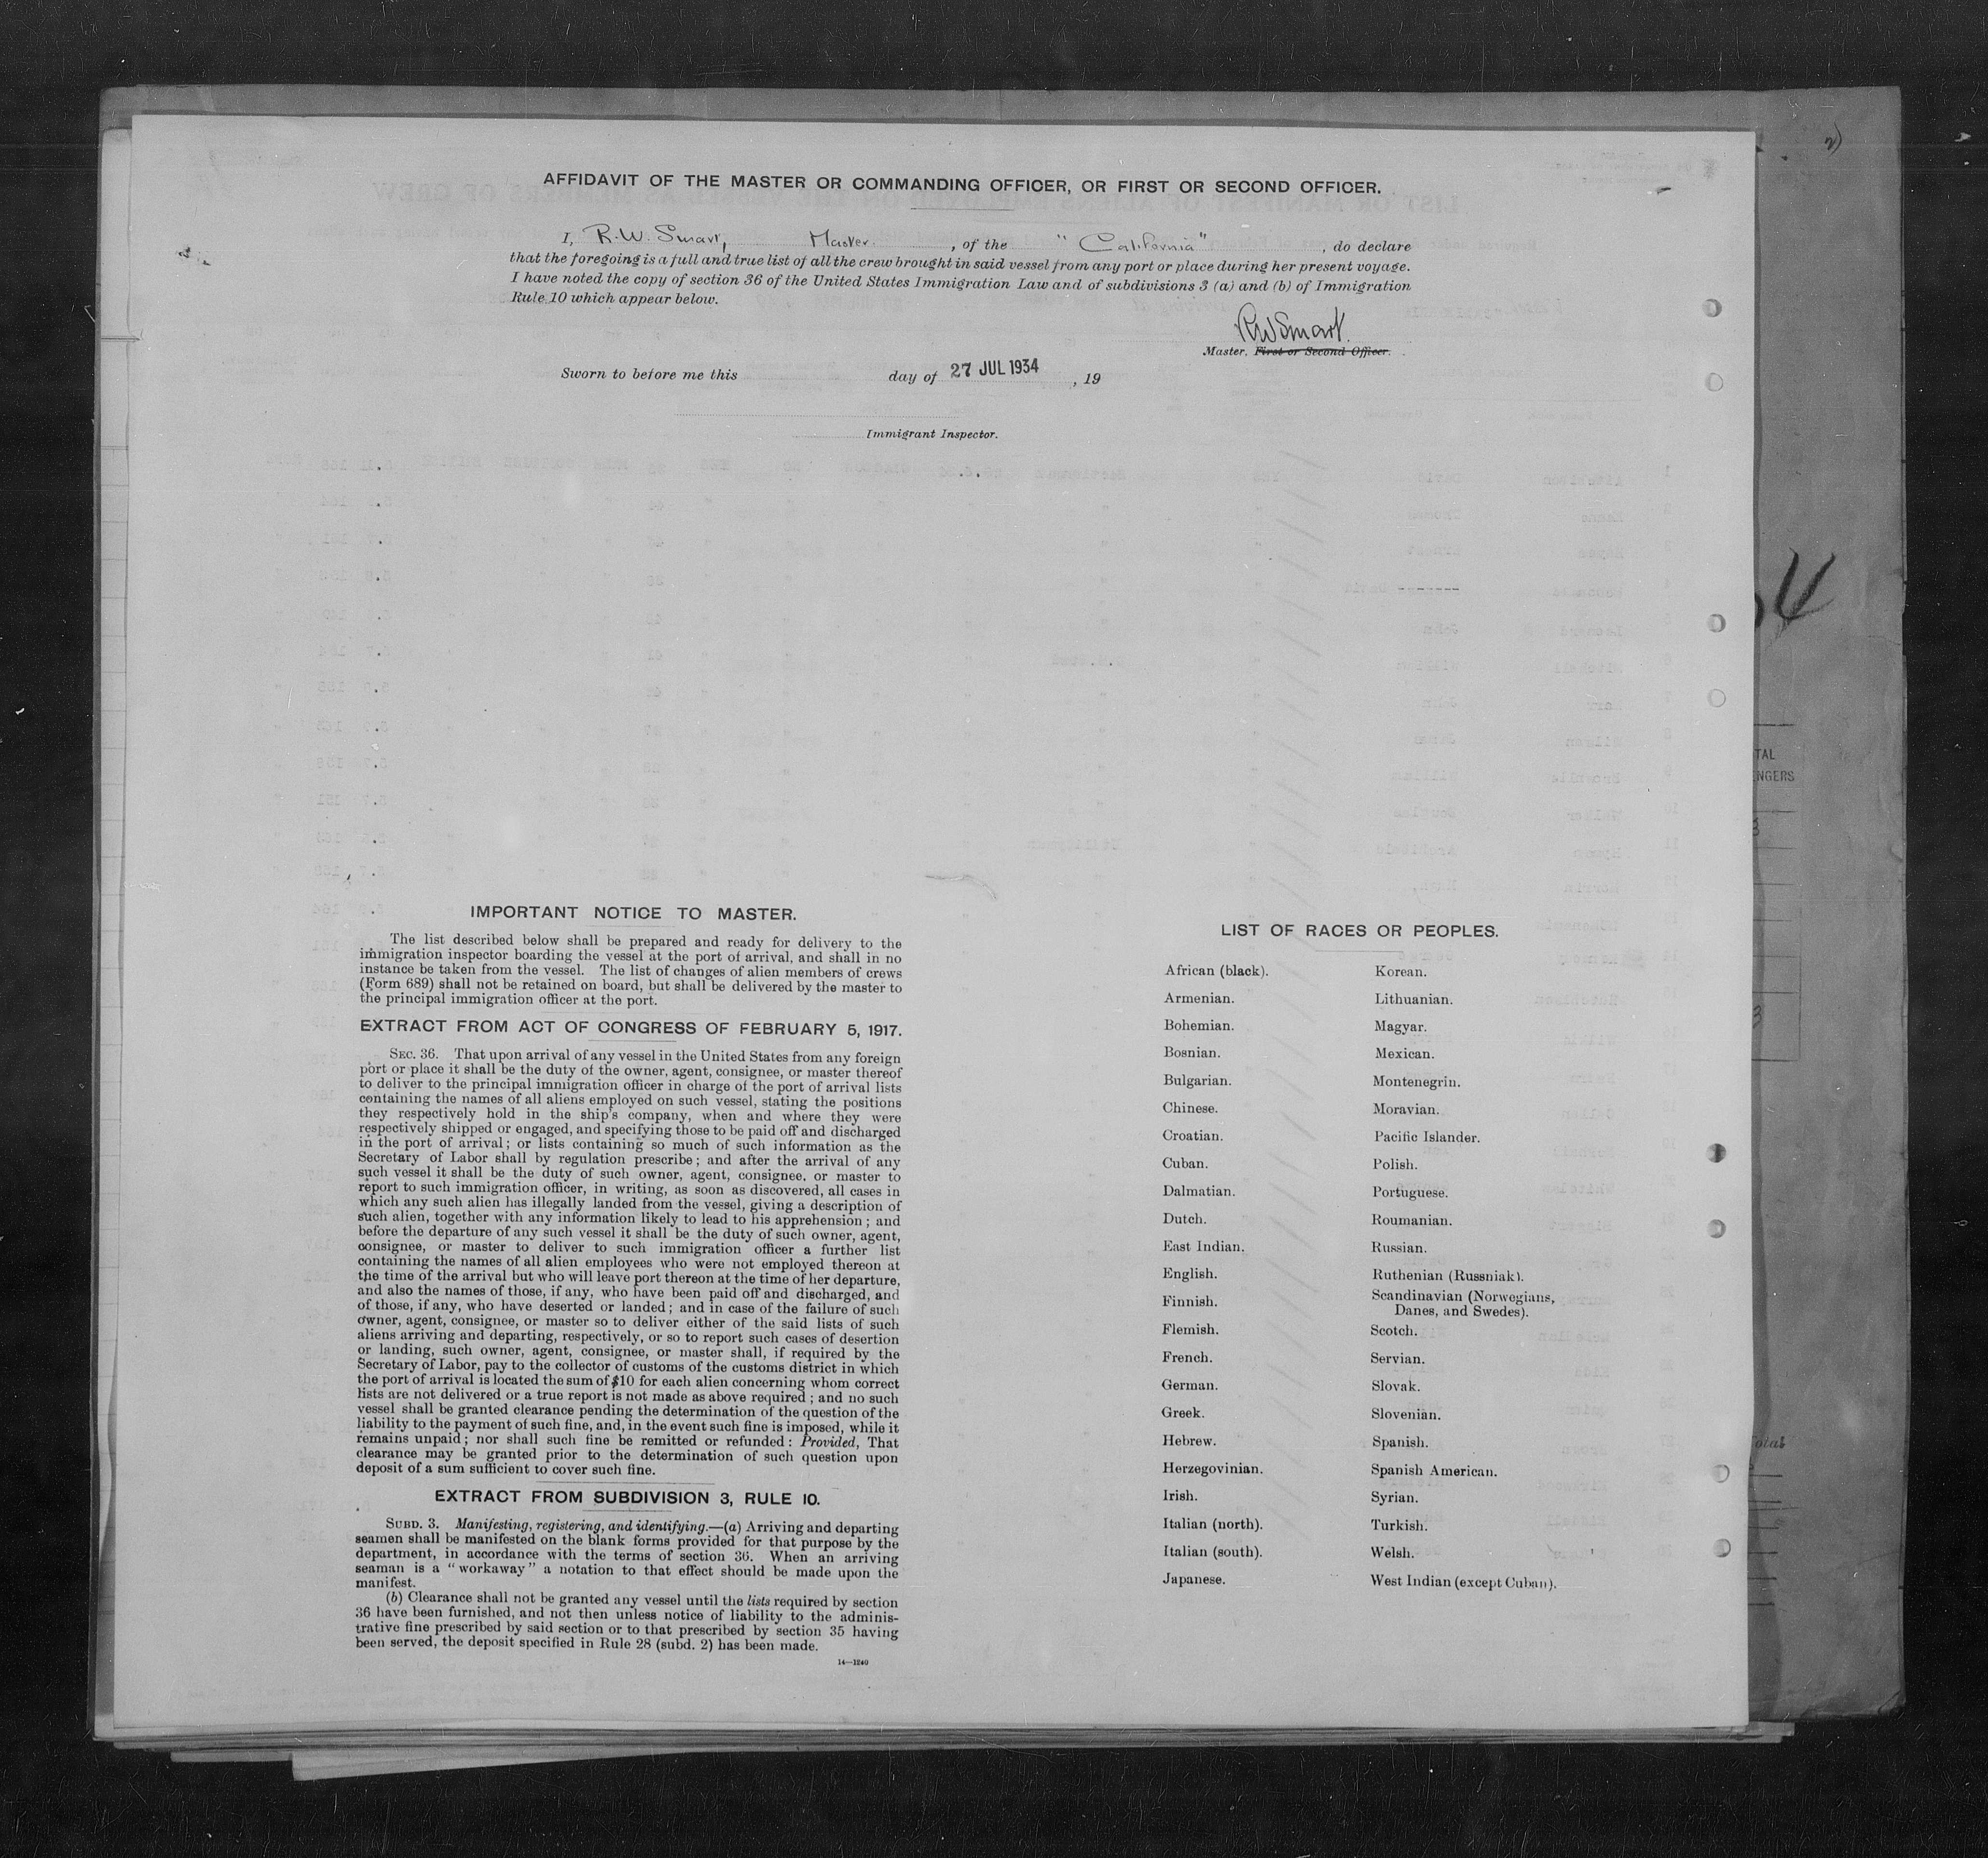 AFFIDAVIT OF THE MASTER OR COMMANDING OFFICER, OR FIRST OR SECOND OFFICER.
I, R.W. Smart, Master, of the "California", do declare
that the foregoing is a full and true list of all the crew brought in said vessel from any port or place during her present voyage.
I have noted the copy of section 36 of the United States Immigration Law and of subdivisions 3 (a) and (b) of Immigration
Rule 10 which appear below.
RWSmart.
Master, First or Second Officer.
Sworn to before me this day of 27 JUL 1934, 19
Immigrant Inspector.
IMPORTANT NOTICE TO MASTER.
The list described below shall be prepared and ready for delivery to the
immigration inspector boarding the vessel at the port of arrival, and shall in no
instance be taken from the vessel. The list of changes of alien members of crews
(Form 689) shall not be retained on board, but shall be delivered by the master to
the principal immigration officer at the port.
EXTRACT FROM ACT OF CONGRESS OF FEBRUARY 5, 1917.
SEC. 36. That upon arrival of any vessel in the United States from any foreign
port or place it shall be the duty of the owner, agent, consignee, or master thereof
to deliver to the principal immigration officer in charge of the port of arrival lists
containing the names of all aliens employed on such vessel, stating the positions
they respectively hold in the ship's company, when and where they were
respectively shipped or engaged, and specifying those to be paid off and discharged
in the port of arrival; or lists containing so much of such information as the
Secretary of Labor shall by regulation prescribe; and after the arrival of any
such vessel it shall be the duty of such owner, agent, consignee, or master to
report to such immigration officer, in writing, as soon as discovered, all cases in
which any such alien has illegally landed from the vessel, giving a description of
such alien, together with any information likely to lead to his apprehension; and
before the departure of any such vessel it shall be the duty of such owner, agent,
consignee, or master to deliver to such immigration officer a further list
containing the names of all alien employees who were not employed thereon at
the time of the arrival but who will leave port thereon at the time of her departure,
and also the names of those, if any, who have been paid off and discharged, and
of those, if any, who have deserted or landed; and in case of the failure of such
owner, agent, consignee, or master so to deliver either of the said lists of such
aliens arriving and departing, respectively, or so to report such cases of desertion
or landing, such owner, agent, consignee, or master shall, if required by the
Secretary of Labor, pay to the collector of customs of the customs district in which
the port of arrival is located the sum of $10 for each alien concerning whom correct
lists are not delivered or a true report is not made as above required; and no such
vessel shall be granted clearance pending the determination of the question of the
liability to the payment of such fine, and, in the event such fine is imposed, while it
remains unpaid; nor shall such fine be remitted or refunded: Provided, That
clearance may be granted prior to the determination of such question upon
deposit of a sum sufficient to cover such fine.
EXTRACT FROM SUBDIVISION 3, RULE 10.
SUBD. 3. Manifesting, registering, and identifying.—(a) Arriving and departing
seamen shall be manifested on the blank forms provided for that purpose by the
department, in accordance with the terms of section 36. When an arriving
seaman is a "workaway" a notation to that effect should be made upon the
manifest.
(b) Clearance shall not be granted any vessel until the lists required by section
36 have been furnished, and not then unless notice of liability to the adminis-
trative fine prescribed by said section or to that prescribed by section 35 having
been served, the deposit specified in Rule 28 (subd. 2) has been made.
14—1240
LIST OF RACES OR PEOPLES.
African (black).
Armenian.
Bohemian.
Bosnian.
Bulgarian.
Chinese.
Croatian.
Cuban.
Dalmatian.
Dutch.
East Indian.
English.
Finnish.
Flemish.
French.
German.
Greek.
Hebrew.
Herzegovinian.
Irish.
Italian (north).
Italian (south).
Japanese.
Korean.
Lithuanian.
Magyar.
Mexican.
Montenegrin.
Moravian.
Pacific Islander.
Polish.
Portuguese.
Roumanian.
Russian.
Ruthenian (Russniak).
Scandinavian (Norwegians,
Danes, and Swedes).
Scotch.
Servian.
Slovak.
Slovenian.
Spanish.
Spanish American.
Syrian.
Turkish.
Welsh.
West Indian (except Cuban).